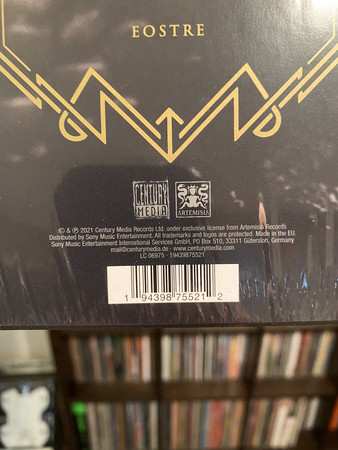 EOSTRE
CENTURY
MEDIA
ARTEMISIA
© & ℗ 2021 Century Media Records Ltd. under exclusive license from Artemisia Records
Distributed by Sony Music Entertainment. All trademarks and logos are protected. Made in the EU.
Sony Music Entertainment International Services GmbH, PO Box 510, 33311 Gütersloh, Germany
mail@centurymedia.de / www.centurymedia.com
LC 06975 · 19439875521
1 94398 75521 2